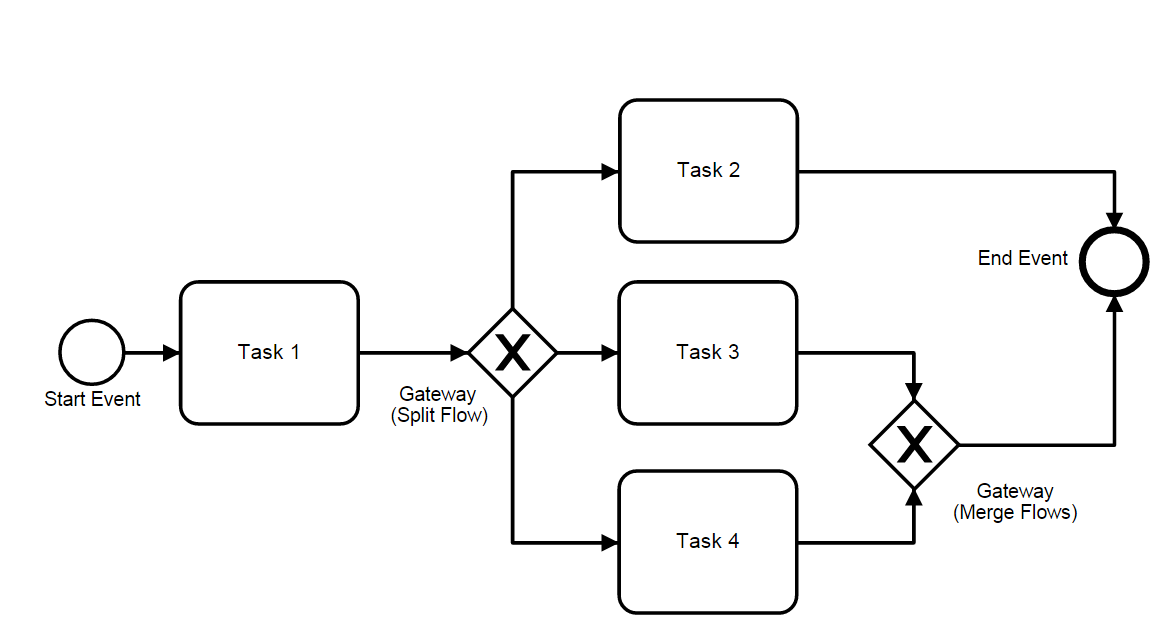 Task 2
End Event
Task 1
X
Task 3
Start Event
Gateway
(Split Flow)
X
Gateway
(Merge Flows)
Task 4